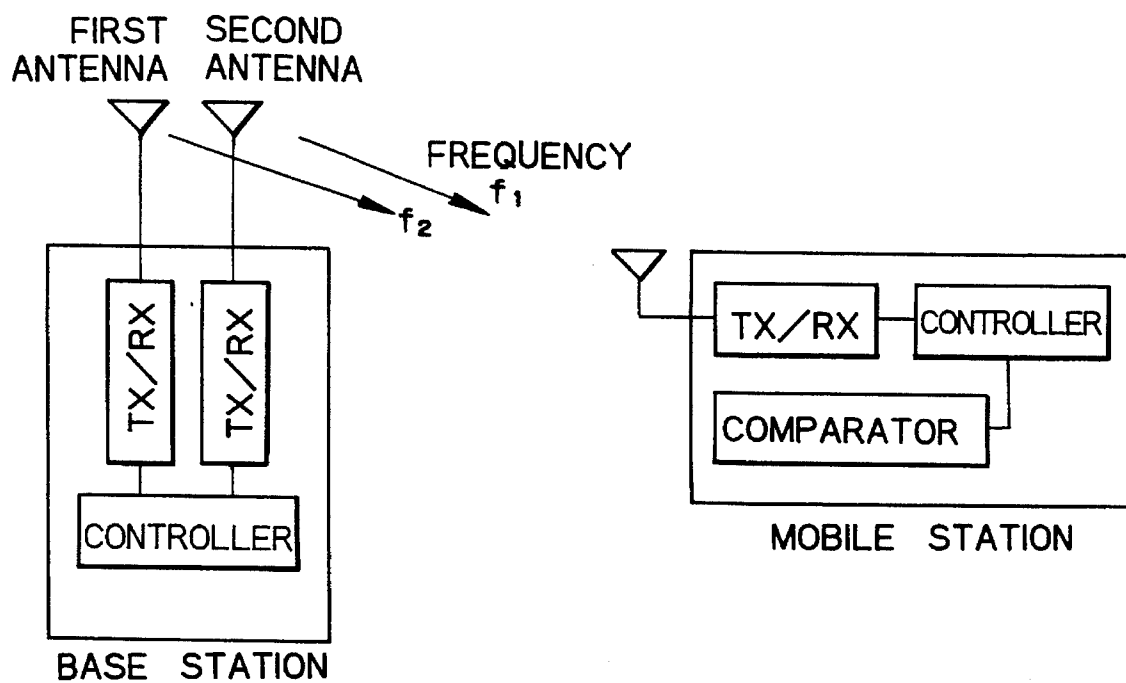 FIRST SECOND
ANTENNA ANTENNA
FREQUENCY
f1
f2
TX/RX
TX/RX
CONTROLLER
BASE STATION
TX/RX
CONTROLLER
COMPARATOR
MOBILE STATION